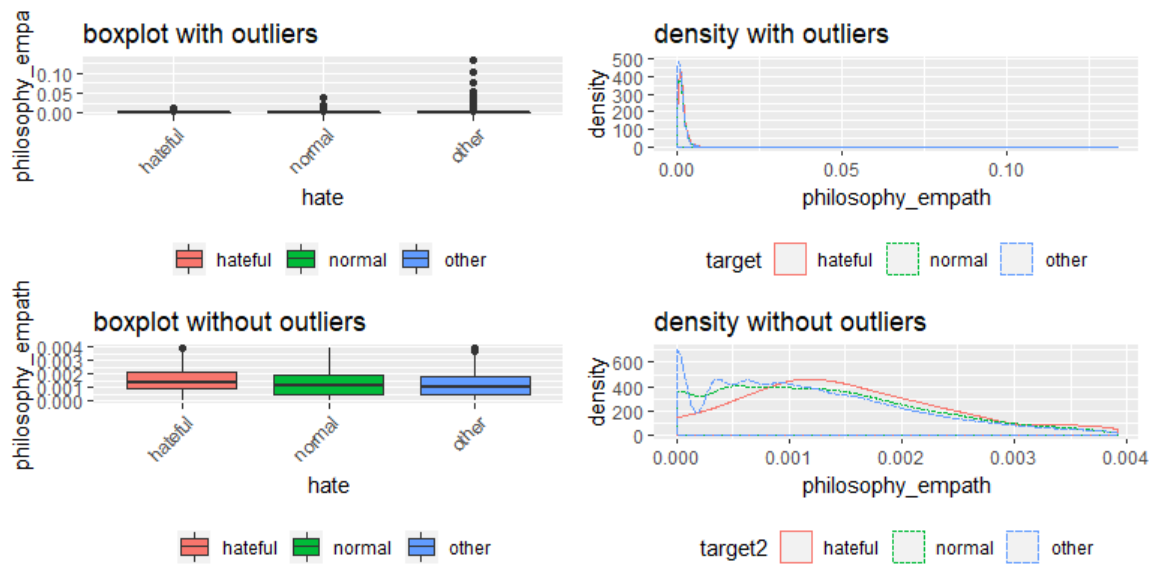 boxplot with outliers
philosophy_empa
0.10
0.05
0.00
hateful
normal
other
hate
hateful normal other
density with outliers
density
500
400
300
200
100
0
0.00 0.05 0.10
philosophy_empath
target hateful normal other
boxplot without outliers
philosophy_empath
0.004
0.003
0.002
0.001
0.000
hateful
normal
other
hate
hateful normal other
density without outliers
density
600
400
200
0
0.000 0.001 0.002 0.003 0.004
philosophy_empath
target2 hateful normal other